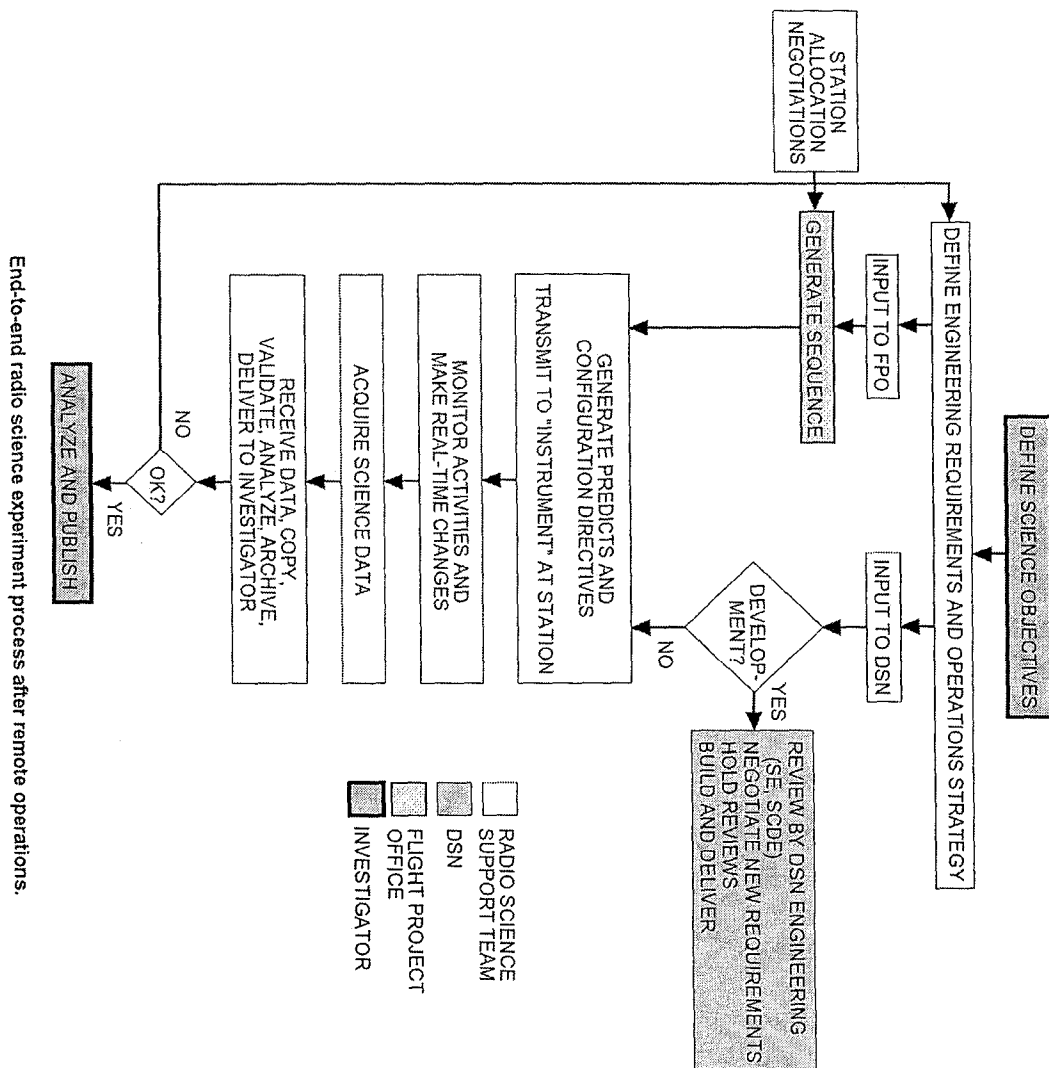 DEFINE SCIENCE OBJECTIVES
DEFINE ENGINEERING REQUIREMENTS AND OPERATIONS STRATEGY
INPUT TO FPO
INPUT TO DSN
STATION
ALLOCATION
NEGOTIATIONS
GENERATE SEQUENCE
DEVELOP-
MENT?
YES
NO
REVIEW BY DSN ENGINEERING
(SE, SCDE)
NEGOTIATE NEW REQUIREMENTS
HOLD REVIEWS
BUILD AND DELIVER
GENERATE PREDICTS AND
CONFIGURATION DIRECTIVES
TRANSMIT TO "INSTRUMENT" AT STATION
MONITOR ACTIVITIES AND
MAKE REAL-TIME CHANGES
ACQUIRE SCIENCE DATA
RECEIVE DATA, COPY,
VALIDATE, ANALYZE, ARCHIVE,
DELIVER TO INVESTIGATOR
NO
OK?
YES
ANALYZE AND PUBLISH
RADIO SCIENCE
SUPPORT TEAM
DSN
FLIGHT PROJECT
OFFICE
INVESTIGATOR
End-to-end radio science experiment process after remote operations.